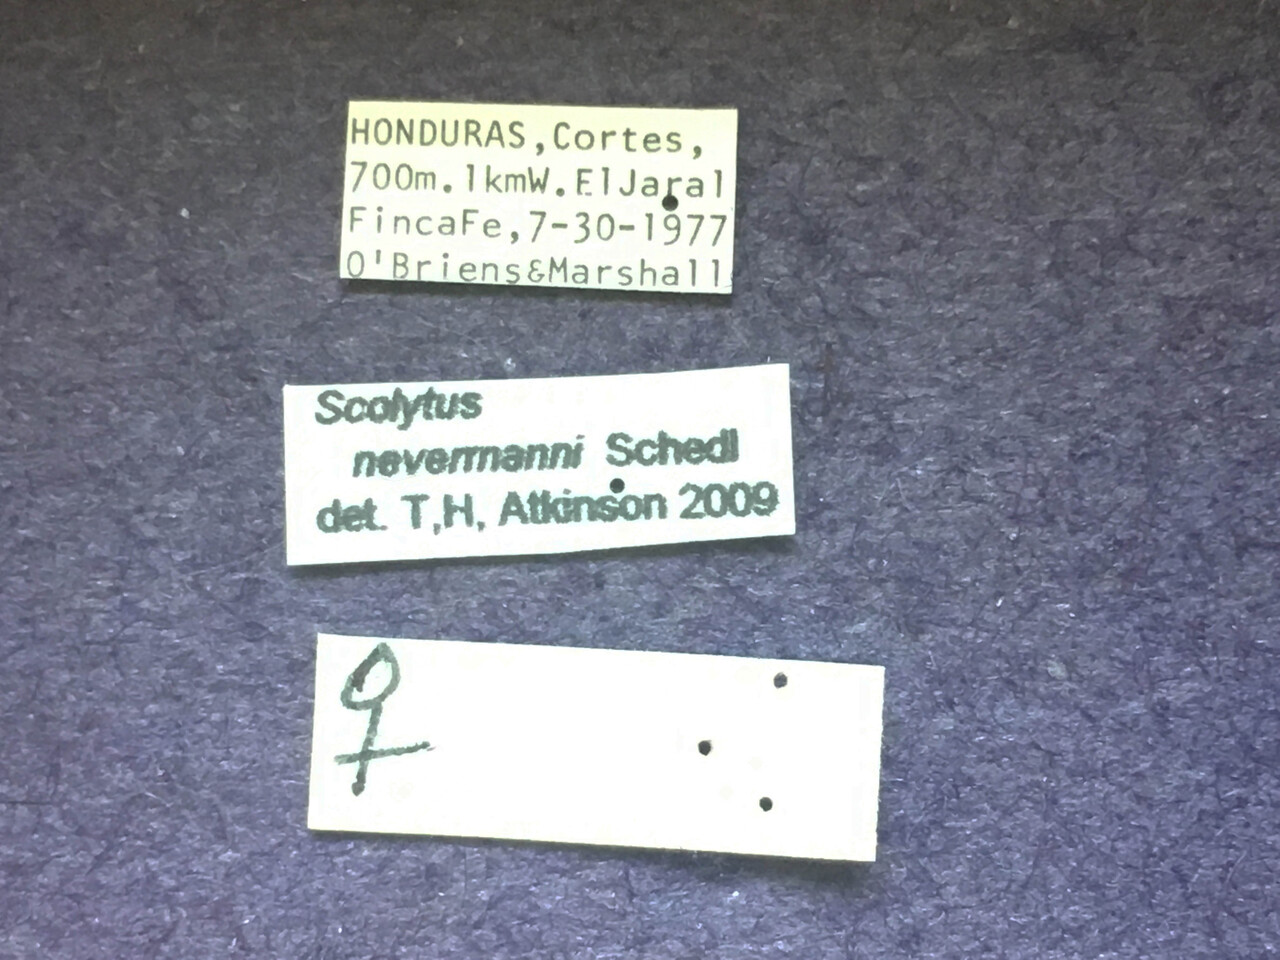 HONDURAS,Cortes,
700m.1kmW.ElJaral
FincaFe,7-30-1977
O'Briens&Marshall
Scolytus
nevermanni Schedl
det. T,H, Atkinson 2009
♀